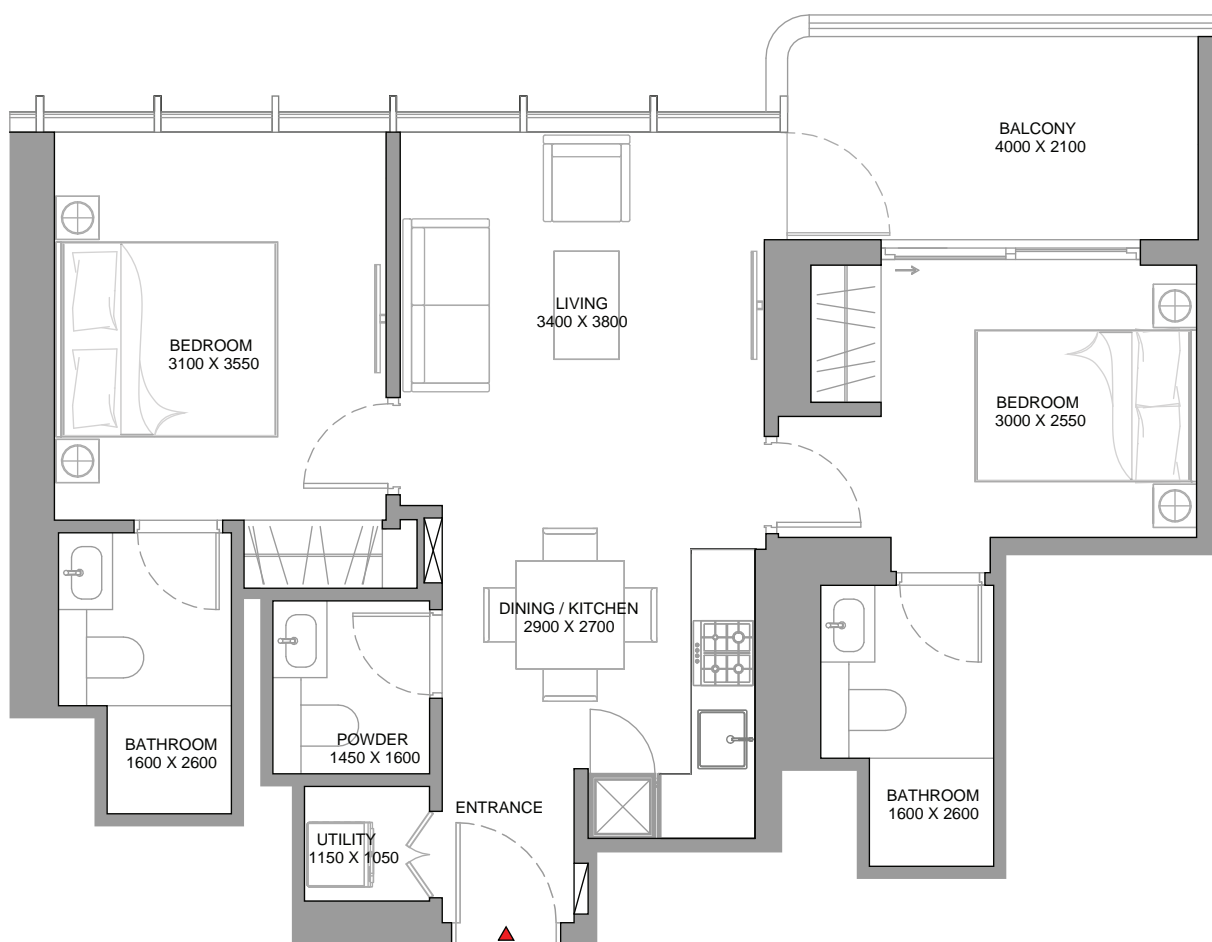 BALCONY
4000 X 2100
LIVING
3400 X 3800
BEDROOM
3100 X 3550
BEDROOM
3000 X 2550
DINING / KITCHEN
2900 X 2700
POWDER
1450 X 1600
BATHROOM
1600 X 2600
BATHROOM
1600 X 2600
ENTRANCE
UTILITY
1150 X 1050